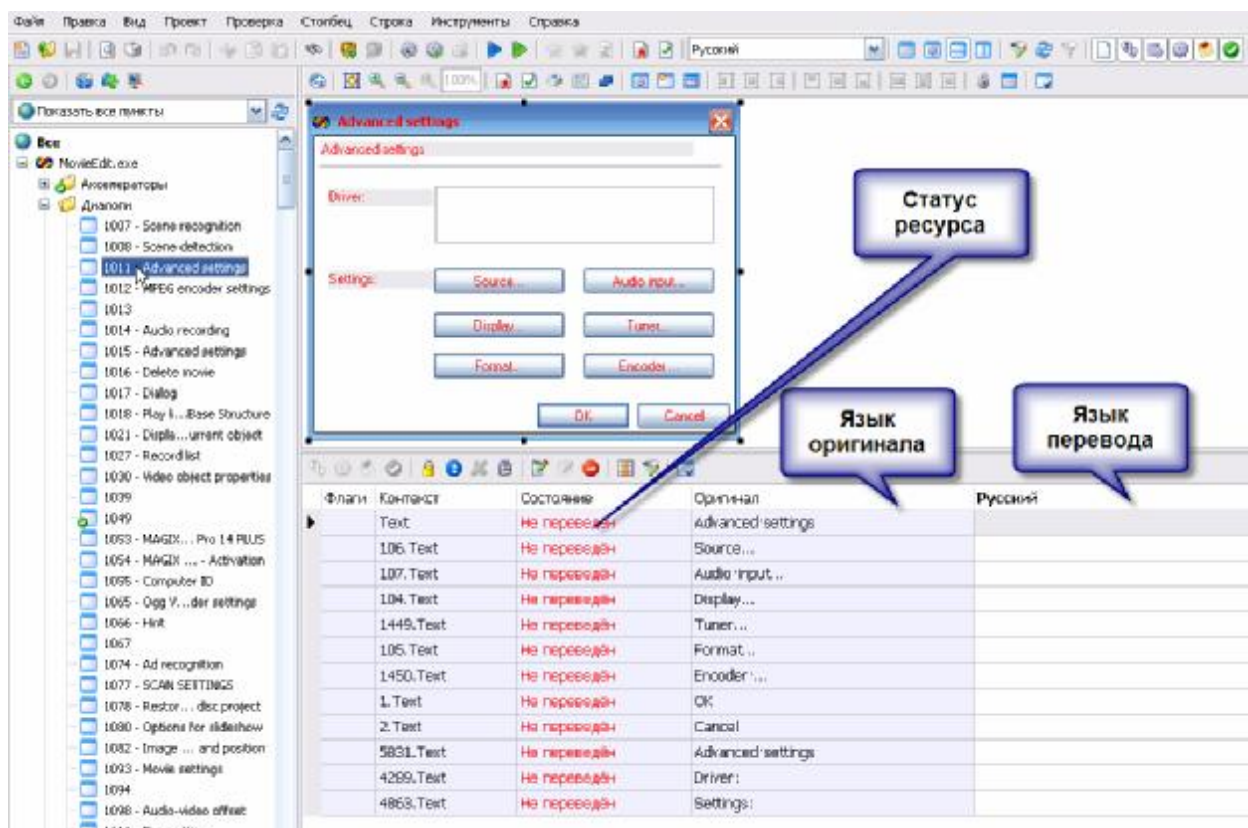 Файл Правка Вид Проект Проверка Столбец Строка Инструменты Справка
Русский
100%
Показать все пункты
Все
MovieEdit.exe
Акселераторы
Диалоги
1007 - Scene recognition
1008 - Scene detection
1011 - Advanced settings
1012 - MPEG encoder settings
1013
1014 - Audio recording
1015 - Advanced settings
1016 - Delete movie
1017 - Dialog
1018 - Play l...Base Structure
1021 - Displa...urrent object
1027 - Recordlist
1030 - Video object properties
1039
1049
1053 - MAGIX... Pro 14 PLUS
1054 - MAGIX ... - Activation
- Computer ID
1065 - Ogg V...der settings
1066 - Hint
1067
1074 - Ad recognition
1077 - SCAN SETTINGS
1078 - Restor... disc project
1080 - Options for slideshow
1082 - Image ... and position
1093 - Movie settings
1094
1098 - Audio-video offset
Advanced settings
Advanced settings
Driver:
Settings:
Source...
Audio input...
Display...
Tuner...
Format...
Encoder...
OK
Cancel
Статус
ресурса
Язык
оригинала
Язык
перевода
Флаги Контекст Состояние Оригинал Русский
Text Не переведён Advanced settings
106.Text Не переведён Source...
107.Text Не переведён Audio input...
104.Text Не переведён Display...
1449.Text Не переведён Tuner...
105.Text Не переведён Format...
1450.Text Не переведён Encoder ...
1.Text Не переведён OK
2.Text Не переведён Cancel
5831.Text Не переведён Advanced settings
4289.Text Не переведён Driver:
4863.Text Не переведён Settings: